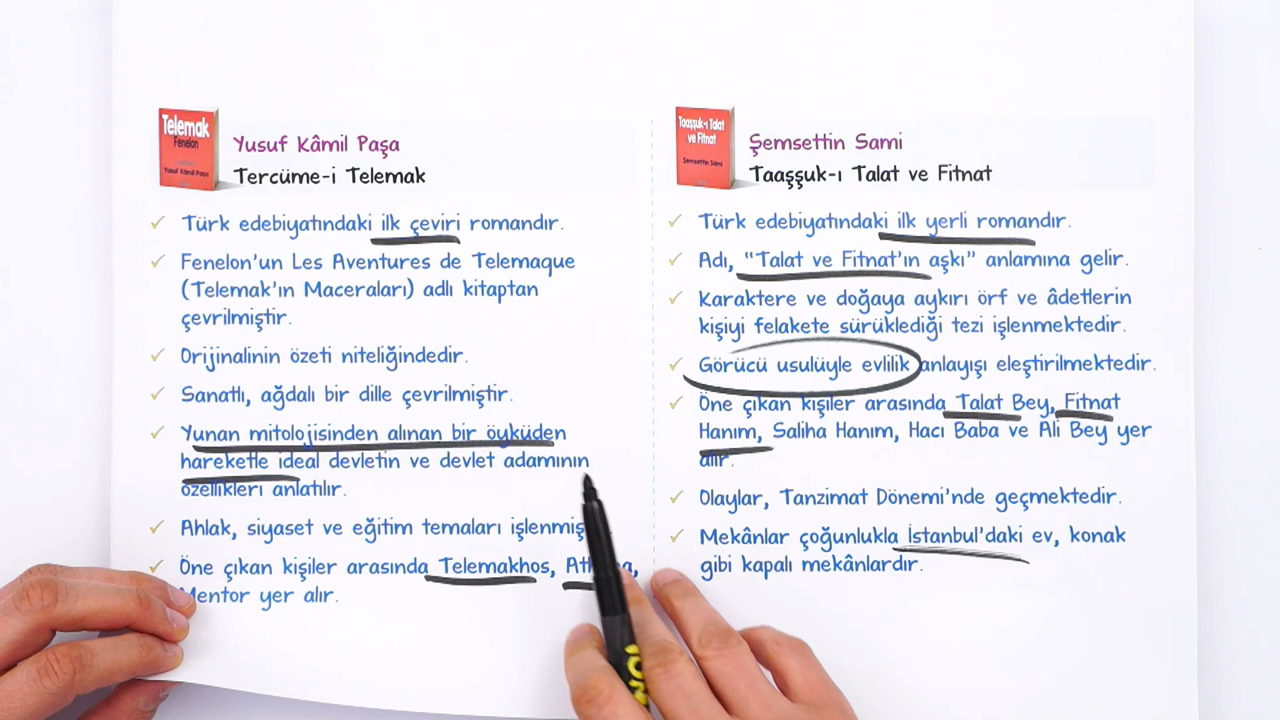 Telemak
Fenelon
Yusuf Kâmil Paşa
Yusuf Kâmil Paşa
Tercüme-i Telemak
Türk edebiyatındaki ilk çeviri romandır.
Fenelon'un Les Aventures de Telemaque
(Telemak'ın Maceraları) adlı kitaptan
çevrilmiştir.
Orijinalinin özeti niteliğindedir.
Sanatlı, ağdalı bir dille çevrilmiştir.
Yunan mitolojisinden alınan bir öyküden
hareketle ideal devletin ve devlet adamının
özellikleri anlatılır.
Ahlak, siyaset ve eğitim temaları
Öne çıkan kişiler arasında Telemakhos,
Mentor yer alır.
Taaşşuk-ı Talat
ve Fitnat
Şemsettin Sami
Şemsettin Sami
Taaşşuk-ı Talat ve Fitnat
Türk edebiyatındaki ilk yerli romandır.
Adı, "Talat ve Fitnat'ın aşkı" anlamına gelir.
Karaktere ve doğaya aykırı örf ve âdetlerin
kişiyi felakete sürüklediği tezi işlenmektedir.
Görücü usulüyle evlilik anlayışı eleştirilmektedir.
Öne çıkan kişiler arasında Talat Bey, Fitnat
Hanım, Saliha Hanım, Hacı Baba ve Ali Bey yer
alır.
Olaylar, Tanzimat Dönemi'nde geçmektedir.
Mekânlar çoğunlukla İstanbul'daki ev, konak
gibi kapalı mekânlardır.